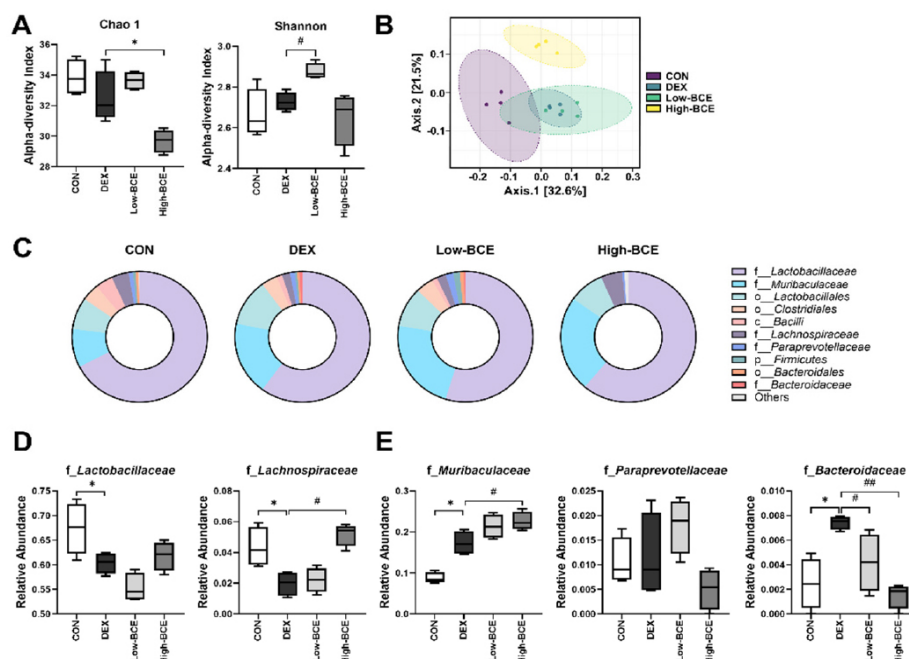 A
Chao 1
Alpha-diversity Index
36
34
32
30
28
*
CON
DEX
Low-BCE
High-BCE
Shannon
Alpha-diversity Index
3.0
2.8
2.6
2.4
#
CON
DEX
Low-BCE
High-BCE
B
Axis.2 [21.5%]
0.1
0.0
-0.1
-0.2
-0.1
0.0
0.1
0.2
0.3
Axis.1 [32.6%]
CON
DEX
Low-BCE
High-BCE
C
CON
DEX
Low-BCE
High-BCE
f__Lactobacillaceae
f__Muribaculaceae
o__Lactobacillales
o__Clostridiales
c__Bacilli
f__Lachnospiraceae
f__Paraprevotellaceae
p__Firmicutes
o__Bacteroidales
f__Bacteroidaceae
Others
D
f_Lactobacillaceae
Relative Abundance
0.75
0.70
0.65
0.60
0.55
0.50
*
CON
DEX
Low-BCE
High-BCE
f_Lachnospiraceae
Relative Abundance
0.08
0.06
0.04
0.02
0.00
*
#
CON
DEX
Low-BCE
High-BCE
E
f_Muribaculaceae
Relative Abundance
0.3
0.2
0.1
0.0
*
#
CON
DEX
Low-BCE
High-BCE
f_Paraprevotellaceae
Relative Abundance
0.025
0.020
0.015
0.010
0.005
0.000
CON
DEX
Low-BCE
High-BCE
f_Bacteroidaceae
Relative Abundance
0.010
0.008
0.006
0.004
0.002
0.000
*
#
##
CON
DEX
Low-BCE
High-BCE